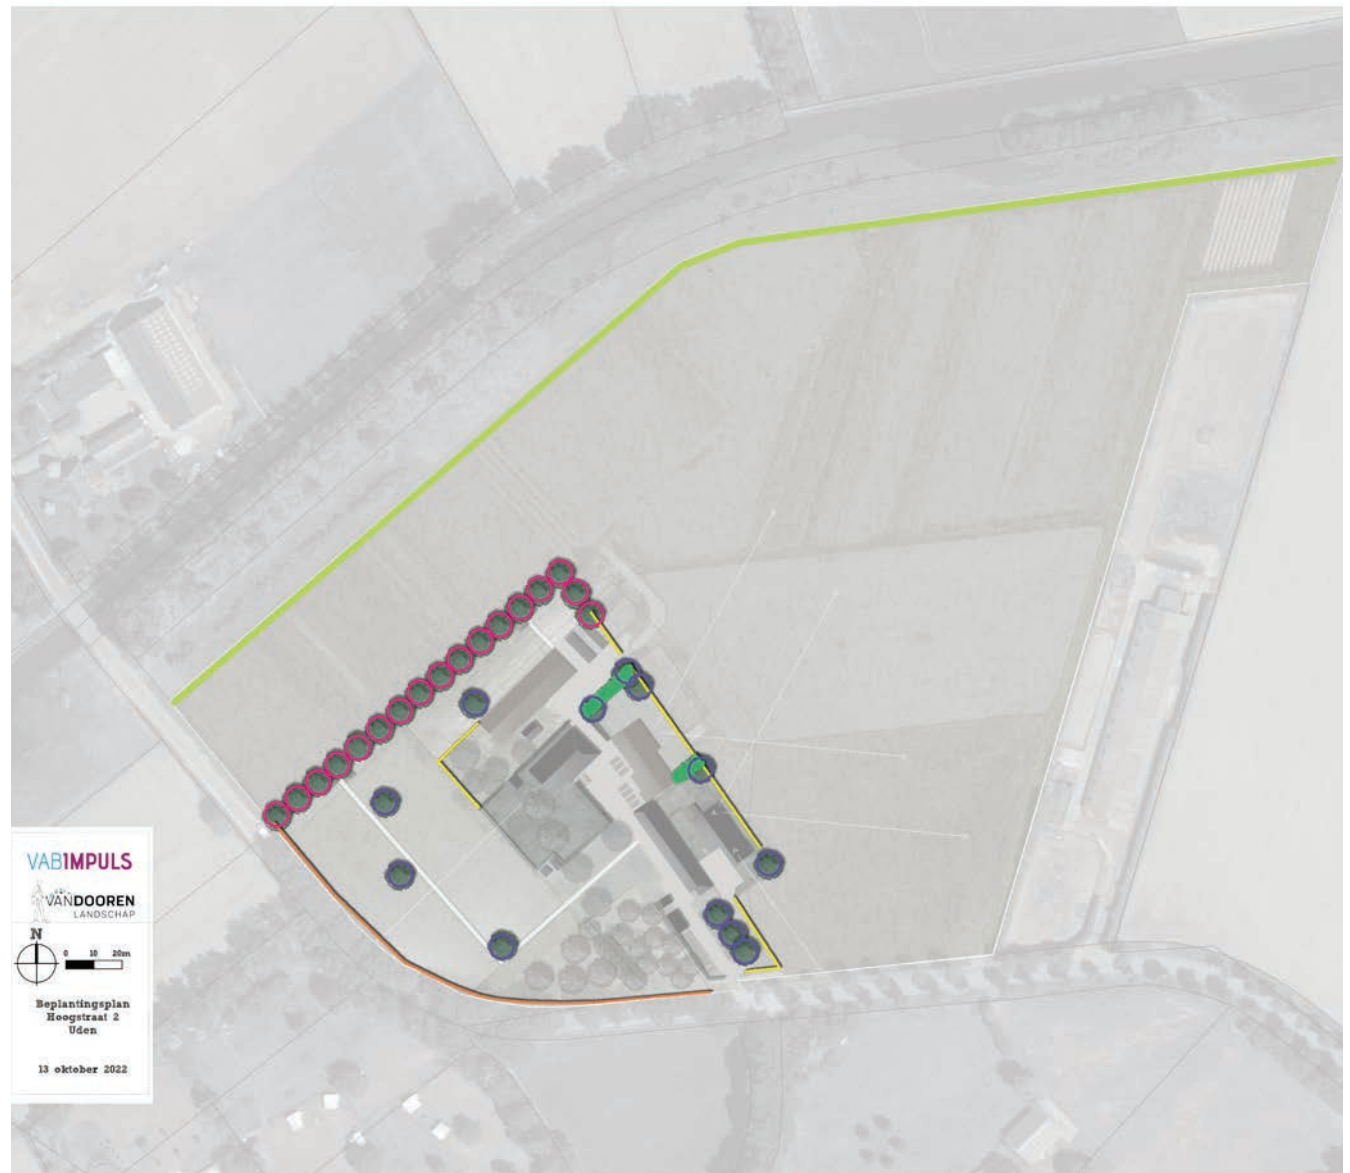 VABIMPULS
VANDOOREN
LANDSCHAP
N
0 10 20m
Beplantingsplan
Hoogstraat 2
Uden
13 oktober 2022